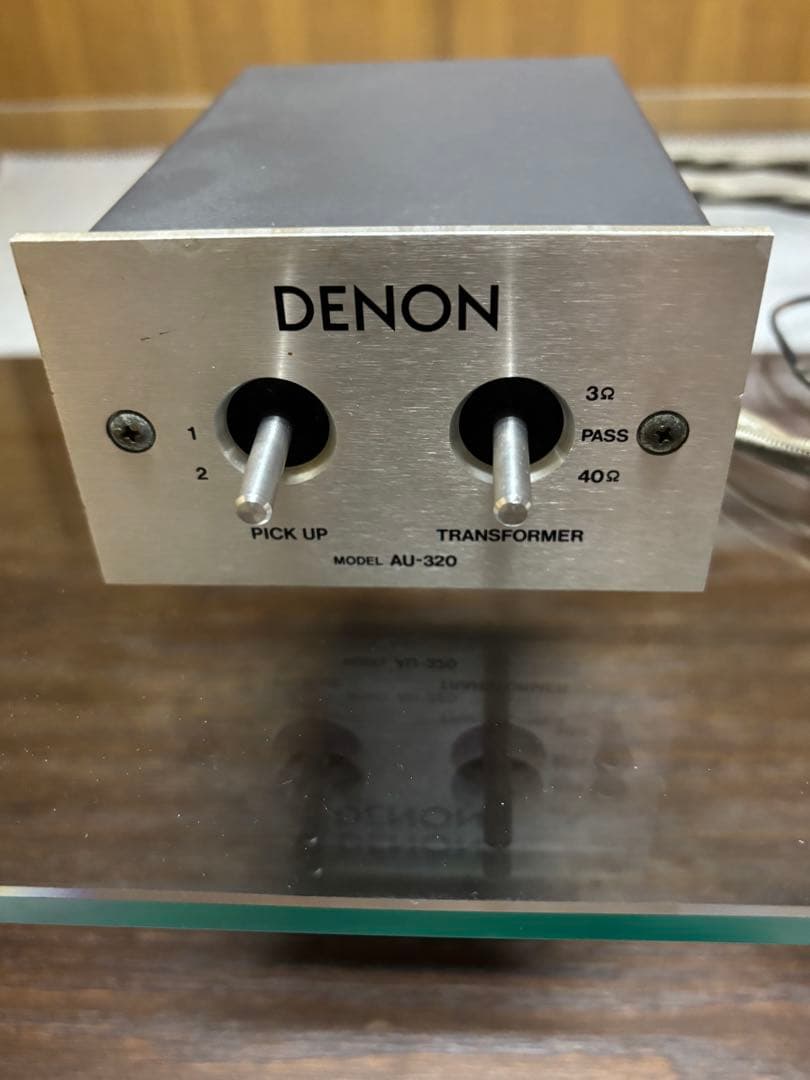 DENON
3Ω
1
PASS
2
40Ω
PICK UP
TRANSFORMER
MODEL AU-320